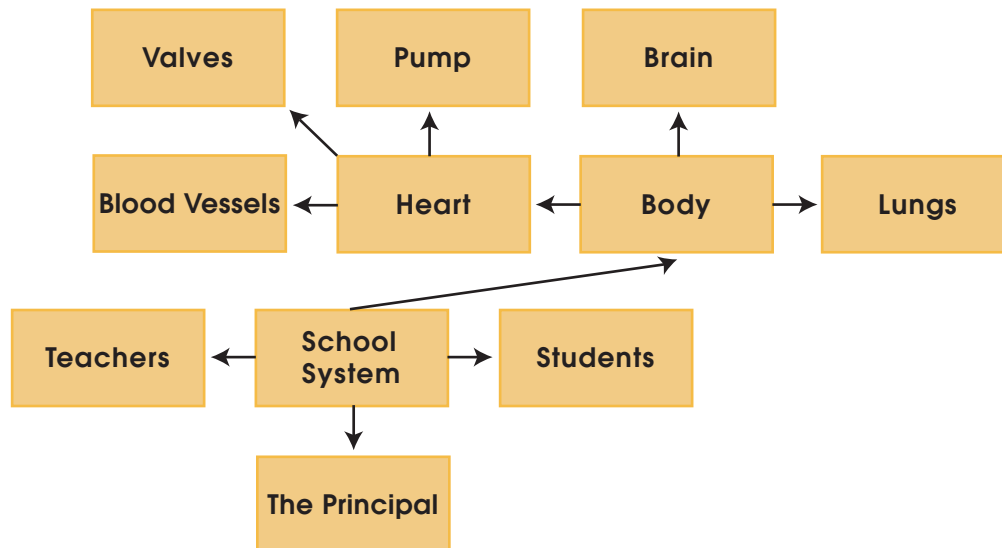 Valves
Pump
Brain
Blood Vessels
Heart
Body
Lungs
Teachers
School
System
Students
The Principal